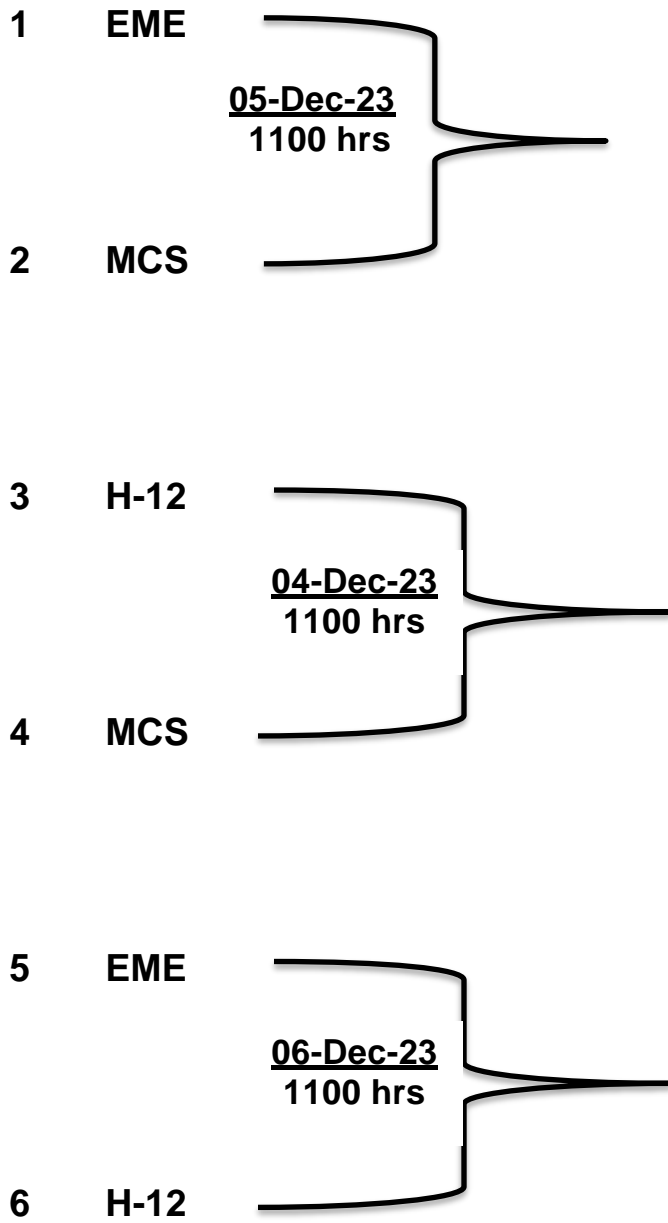 1 EME
05-Dec-23
1100 hrs
2 MCS
3 H-12
04-Dec-23
1100 hrs
4 MCS
5 EME
06-Dec-23
1100 hrs
6 H-12